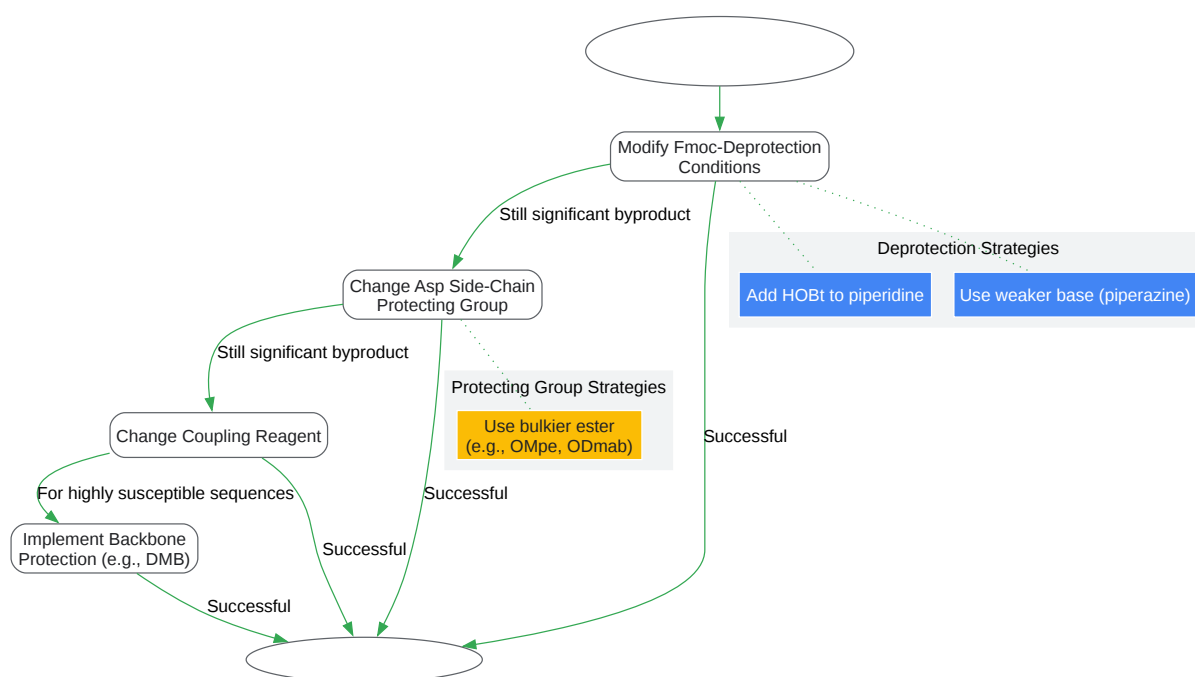 Modify Fmoc-Deprotection
Conditions
Still significant byproduct
Deprotection Strategies
Add HOBt to piperidine
Use weaker base (piperazine)
Change Asp Side-Chain
Protecting Group
Still significant byproduct
Protecting Group Strategies
Use bulkier ester
(e.g., OMpe, ODmab)
Change Coupling Reagent
Successful
For highly susceptible sequences
Successful
Implement Backbone
Protection (e.g., DMB)
Successful
Successful